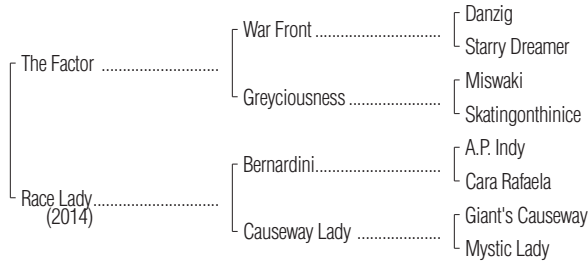 Danzig
War Front
Starry Dreamer
The Factor
Miswaki
Greyciousness
Skatingonthinice
A.P. Indy
Bernardini
Cara Rafaela
Race Lady
(2014)
Giant's Causeway
Causeway Lady
Mystic Lady